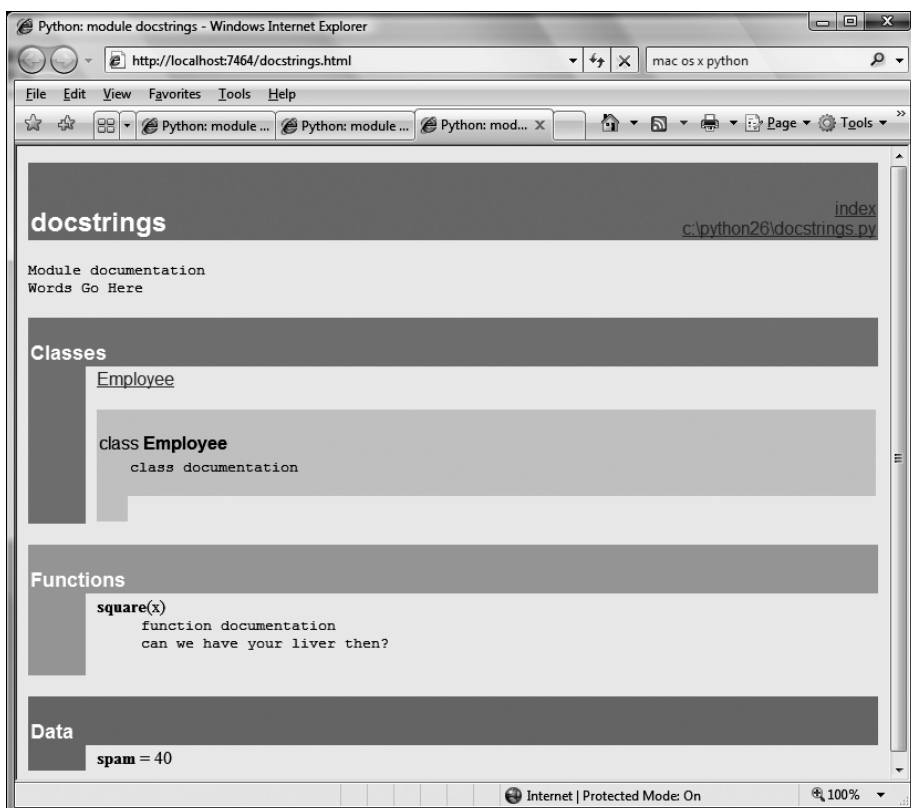 Python: module docstrings - Windows Internet Explorer
http://localhost:7464/docstrings.html
mac os x python
File Edit View Favorites Tools Help
Python: module ... Python: module ... Python: mod... X Page Tools »
docstrings
index
c:\python26\docstrings.py
Module documentation
Words Go Here
Classes
Employee
class Employee
class documentation
Functions
square(x)
function documentation
can we have your liver then?
Data
spam = 40
Internet | Protected Mode: On 100%